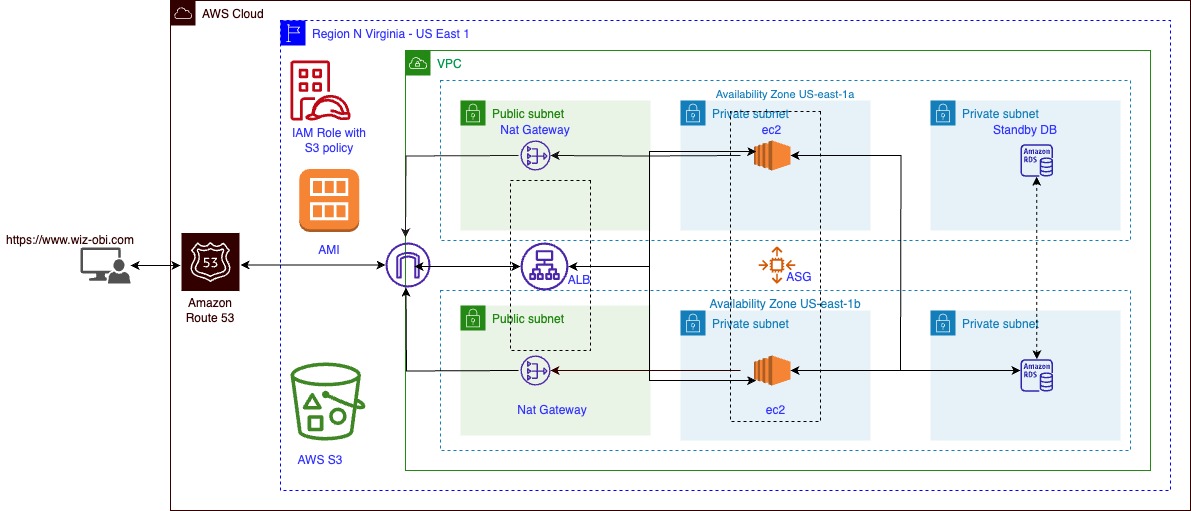 AWS Cloud
Region N Virginia - US East 1
VPC
IAM Role with
S3 policy
AMI
AWS S3
https://www.wiz-obi.com
53
Amazon
Route 53
Availability Zone US-east-1a
Public subnet
Nat Gateway
Private subnet
ec2
Private subnet
Standby DB
Amazon
RDS
ALB
ASG
Availability Zone US-east-1b
Public subnet
Nat Gateway
Private subnet
ec2
Private subnet
Amazon
RDS